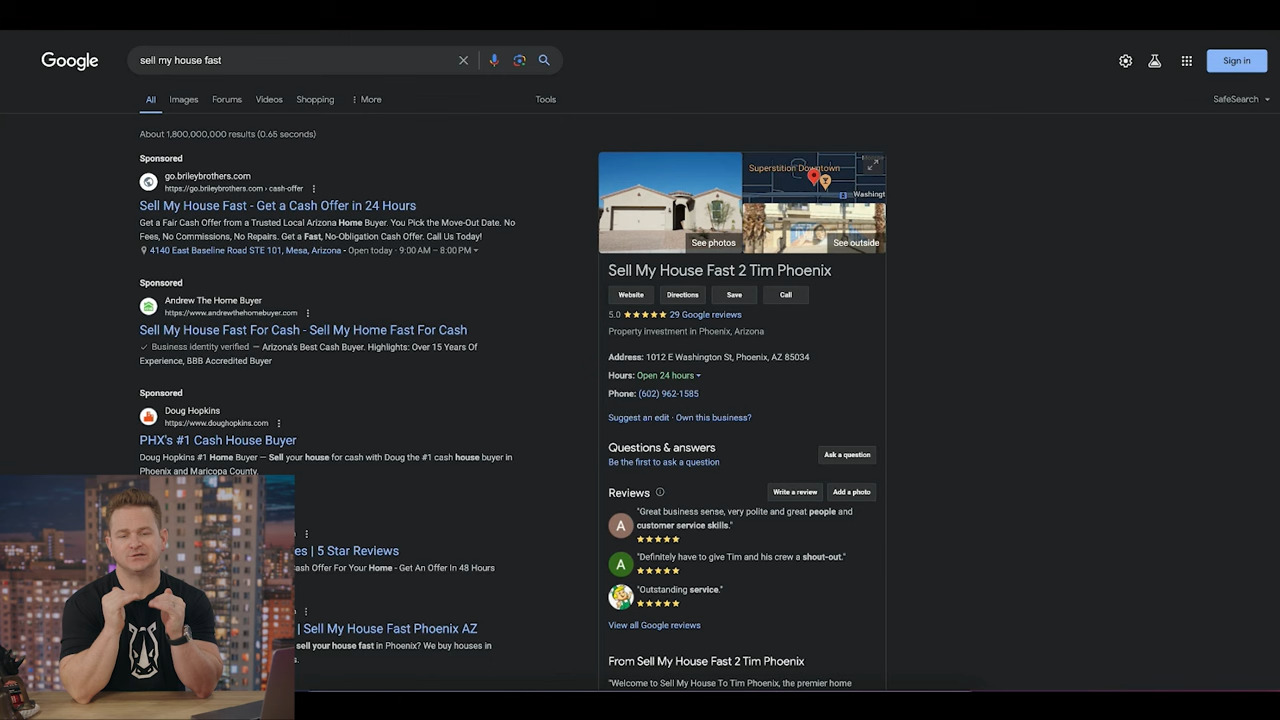 Google
sell my house fast
Sign in
All Images Forums Videos Shopping More Tools
SafeSearch
About 1,800,000,000 results (0.65 seconds)
Sponsored
go.brileybrothers.com
https://go.brileybrothers.com › cash-offer
Sell My House Fast - Get a Cash Offer in 24 Hours
Get a Fair Cash Offer from a Trusted Local Arizona Home Buyer. You Pick the Move-Out Date. No
Fees, No Commissions, No Repairs. Get a Fast, No-Obligation Cash Offer. Call Us Today!
4140 East Baseline Road STE 101, Mesa, Arizona - Open today · 9:00 AM – 8:00 PM
Sponsored
Andrew The Home Buyer
https://www.andrewthehomebuyer.com
Sell My House Fast For Cash - Sell My Home Fast For Cash
Business identity verified — Arizona's Best Cash Buyer. Highlights: Over 15 Years Of
Experience, BBB Accredited Buyer
Sponsored
Doug Hopkins
https://www.doughopkins.com
PHX's #1 Cash House Buyer
Doug Hopkins #1 Home Buyer — Sell your house for cash with Doug the #1 cash house buyer in
Phoenix and Maricopa County.
es | 5 Star Reviews
ash Offer For Your Home - Get An Offer In 48 Hours
| Sell My House Fast Phoenix AZ
sell your house fast in Phoenix? We buy houses in
s.
Superstition Downtown
Washingt
See photos
See outside
Sell My House Fast 2 Tim Phoenix
Website Directions Save Call
5.0 29 Google reviews
Property investment in Phoenix, Arizona
Address: 1012 E Washington St, Phoenix, AZ 85034
Hours: Open 24 hours
Phone: (602) 962-1585
Suggest an edit · Own this business?
Questions & answers
Be the first to ask a question
Ask a question
Reviews
Write a review
Add a photo
A
"Great business sense, very polite and great people and
customer service skills."
A
"Definitely have to give Tim and his crew a shout-out."
"Outstanding service."
View all Google reviews
From Sell My House Fast 2 Tim Phoenix
"Welcome to Sell My House To Tim Phoenix, the premier home